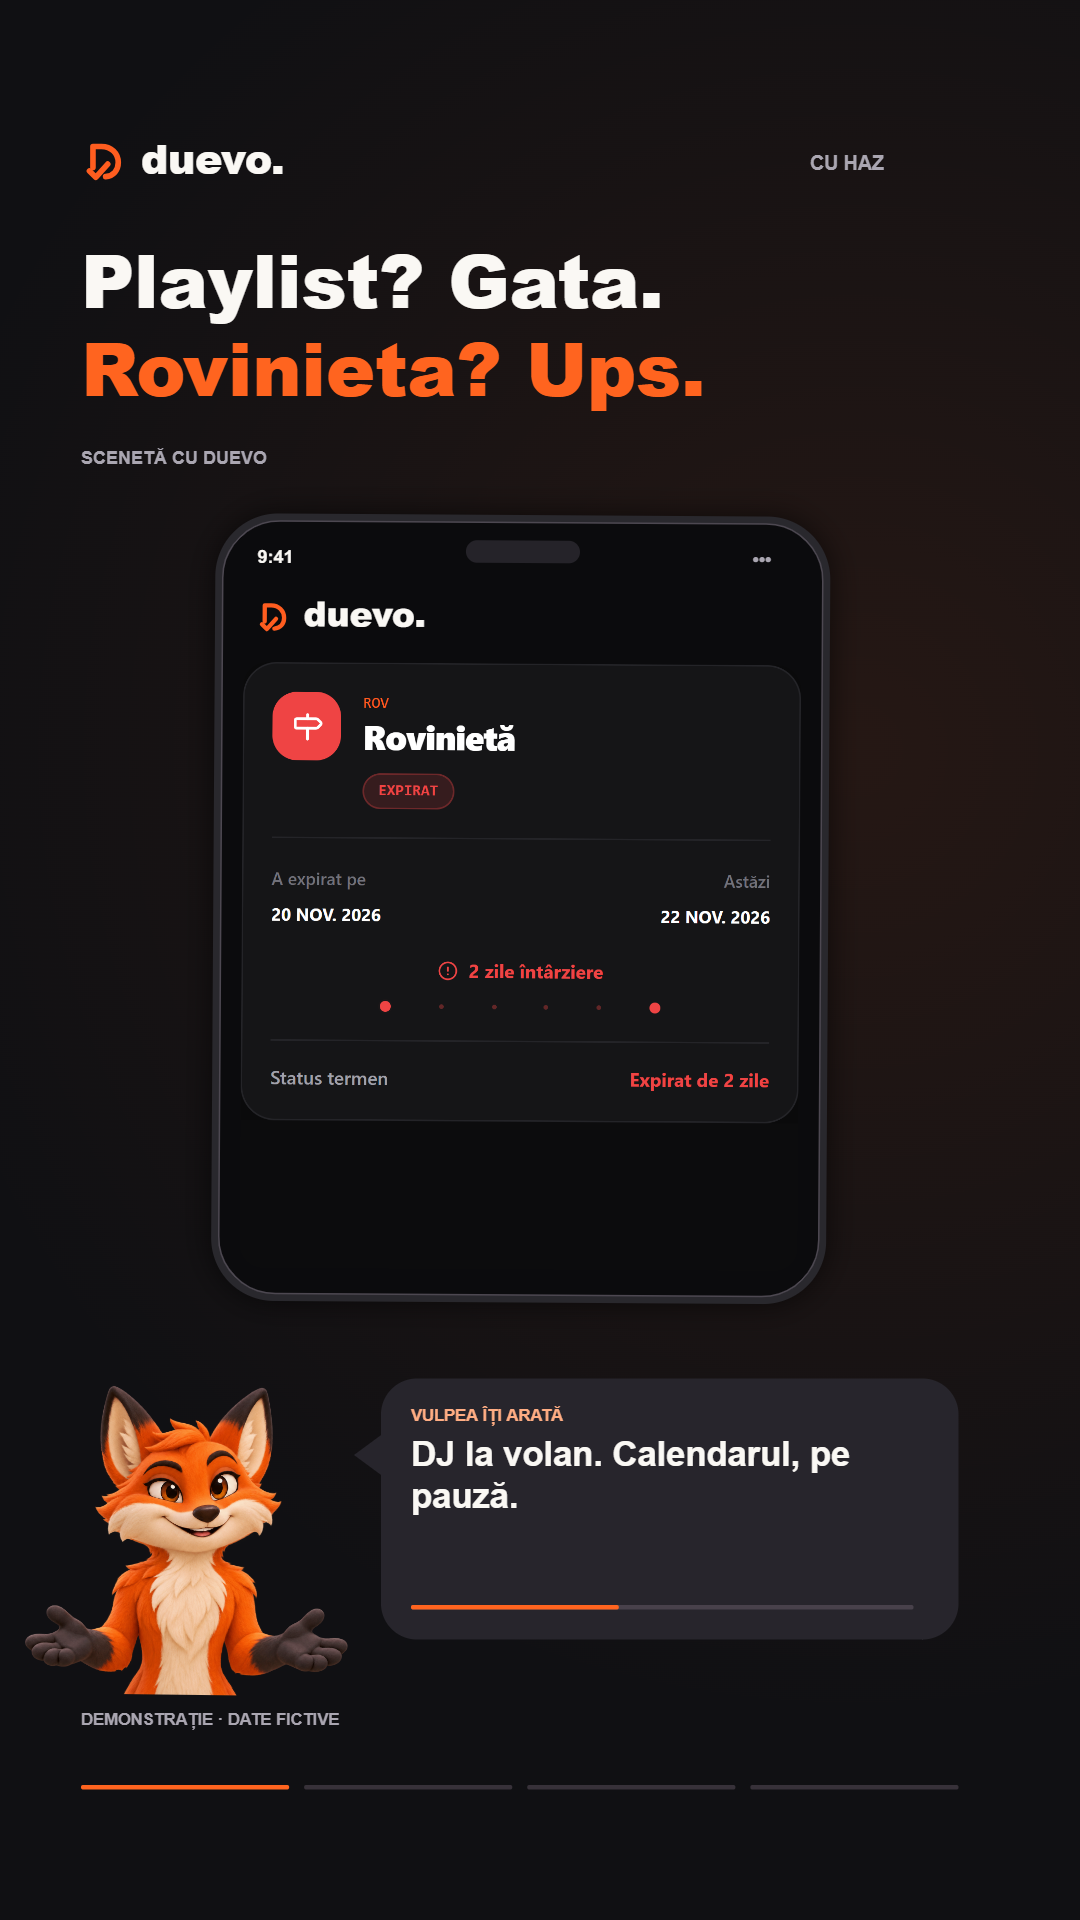 duevo.
CU HAZ
Playlist? Gata.
Rovinieta? Ups.
SCENETĂ CU DUEVO
9:41
duevo.
ROV
Rovinietă
EXPIRAT
A expirat pe
Astăzi
20 NOV. 2026
22 NOV. 2026
2 zile întârziere
Status termen
Expirat de 2 zile
VULPEA ÎȚI ARATĂ
DJ la volan. Calendarul, pe
pauză.
DEMONSTRAȚIE · DATE FICTIVE